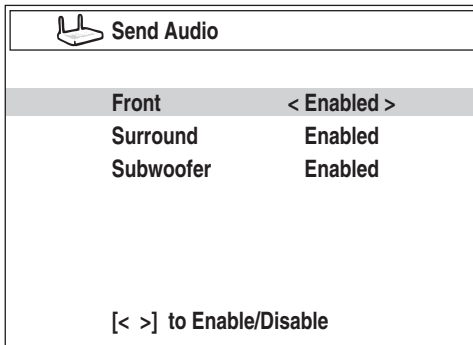 Send Audio
Front < Enabled >
Surround Enabled
Subwoofer Enabled
[< >] to Enable/Disable